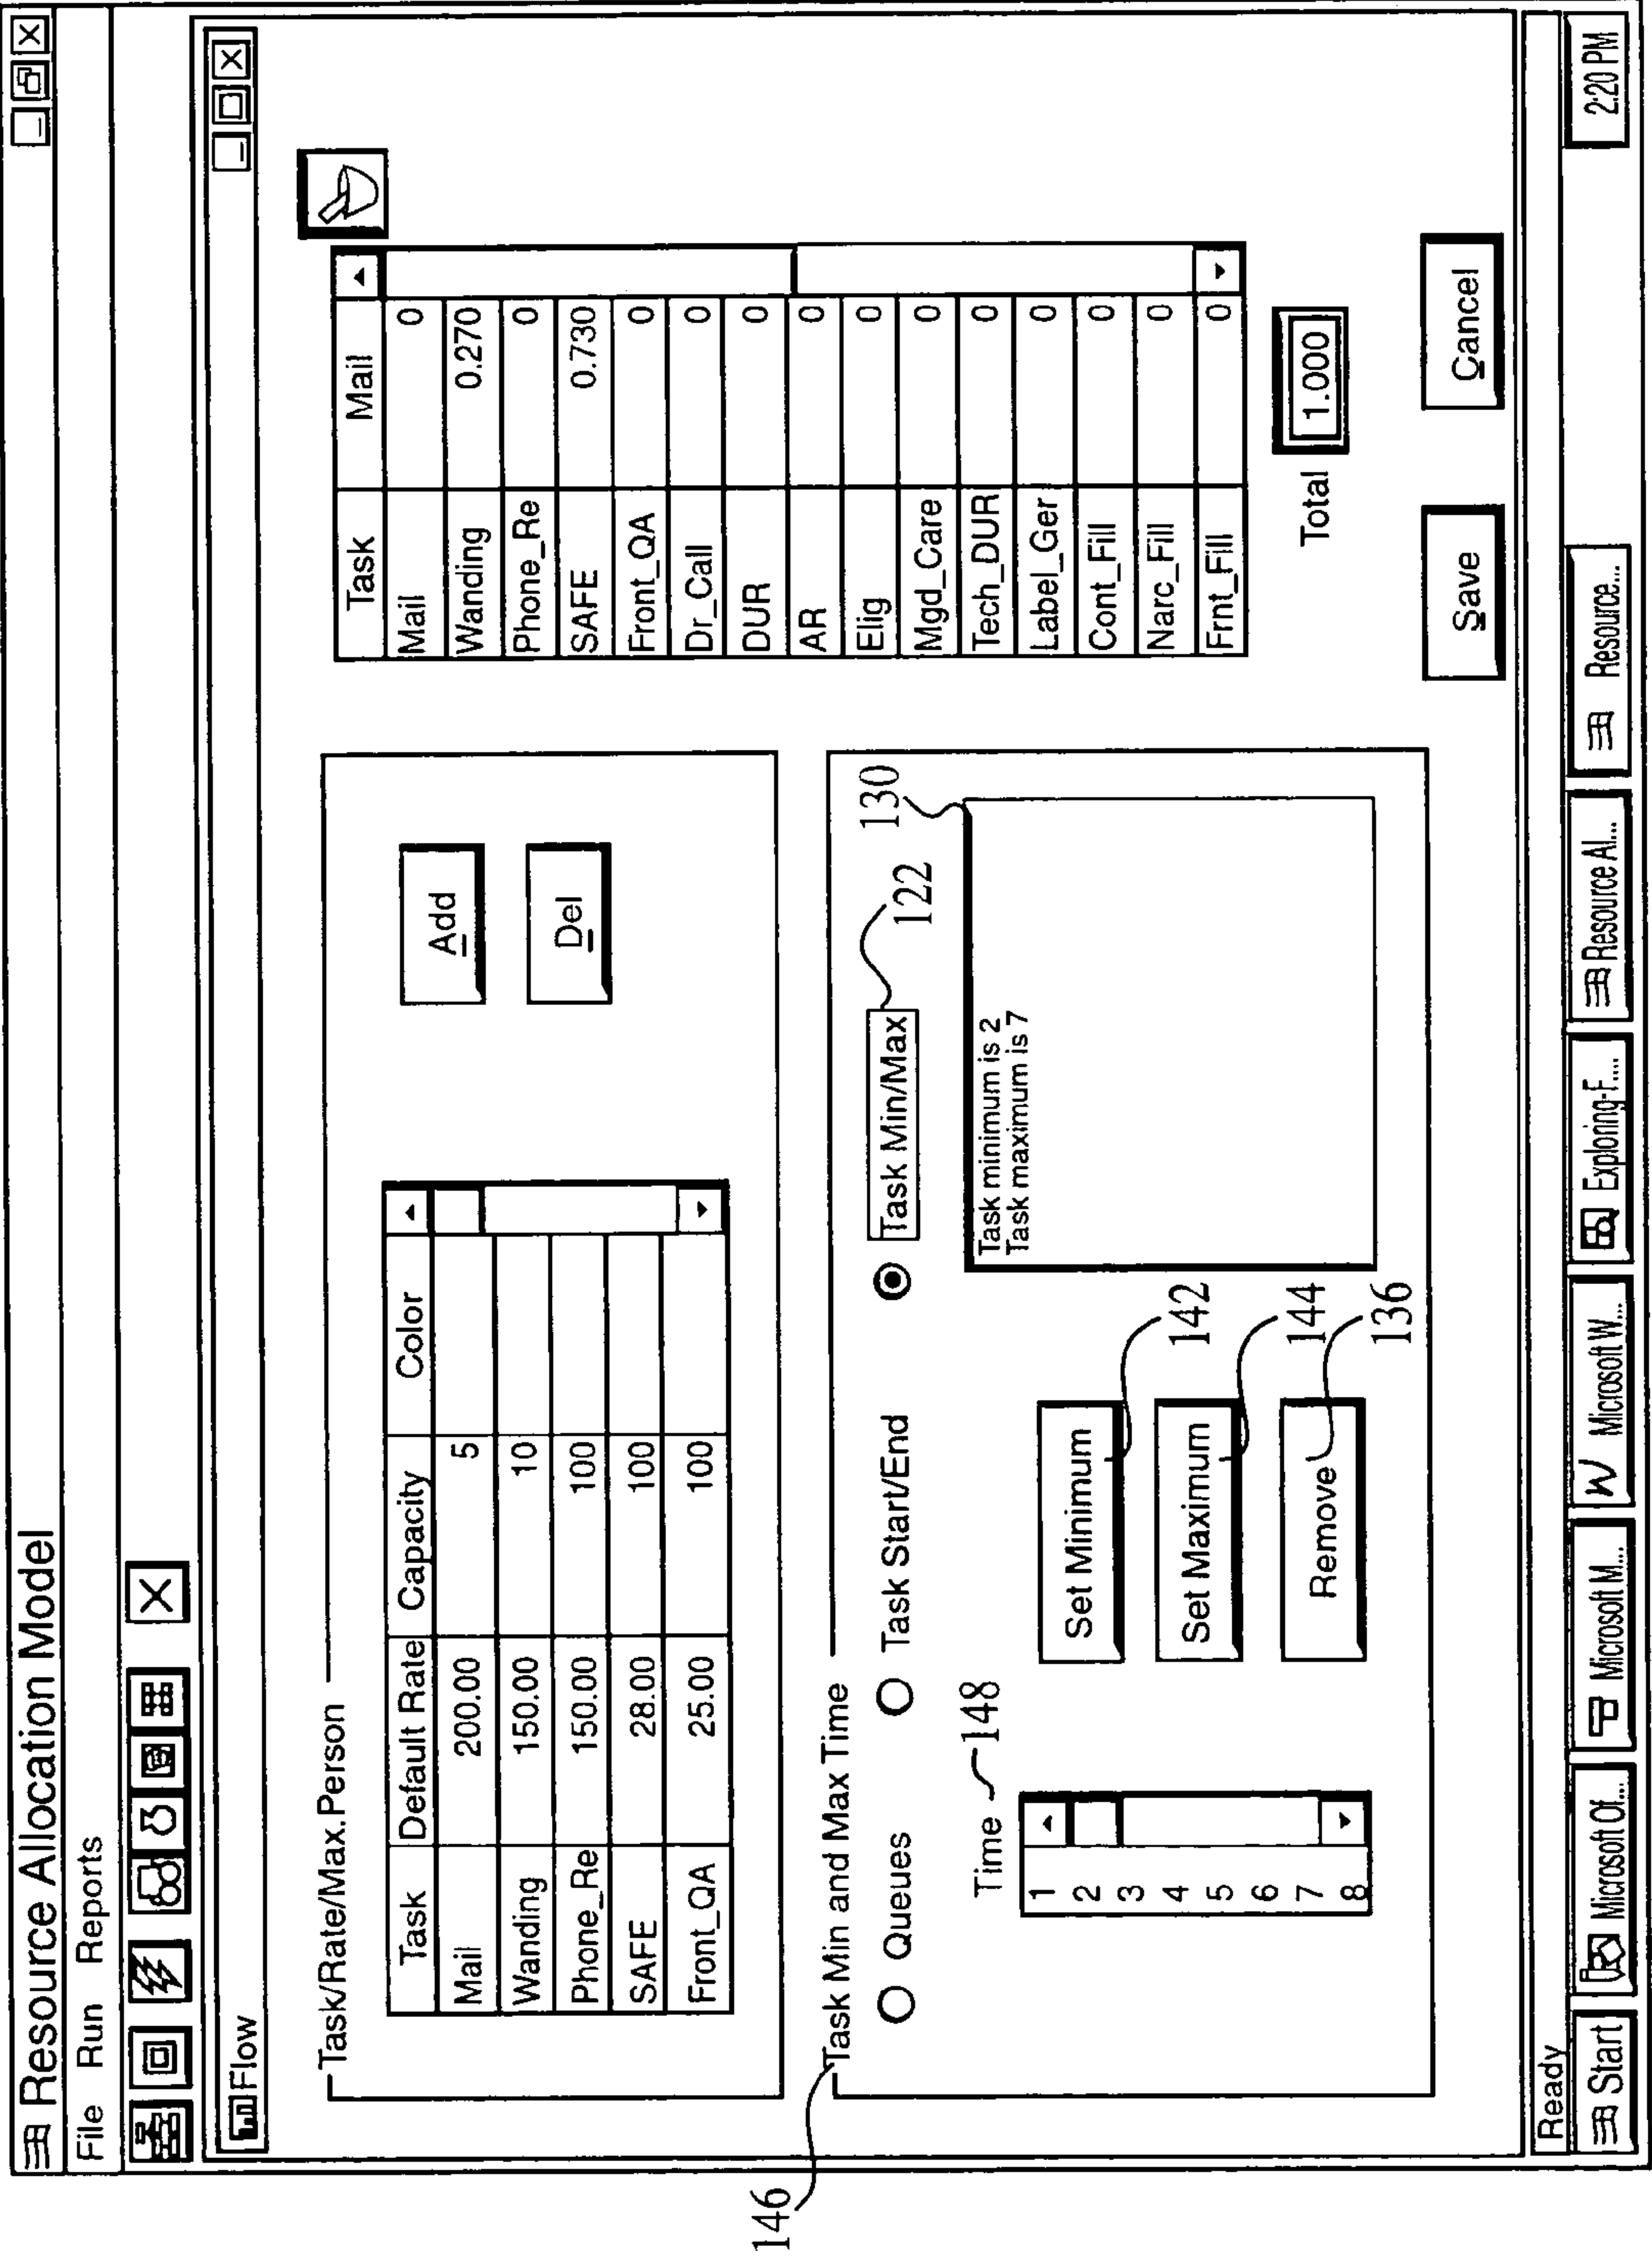 Resource Allocation Model
File Run Reports
Flow
Task/Rate/Max.Person
Task Default Rate Capacity Color
Mail 200.00 5
Wanding 150.00 10
Phone_Re 150.00 100
SAFE 28.00 100
Front_QA 25.00 100
Add
Del
146
Task Min and Max Time
Queues
Task Start/End
Task Min/Max
122
130
Time
148
1
2
3
4
5
6
7
8
Set Minimum
142
Set Maximum
144
Remove
136
Task minimum is 2
Task maximum is 7
Task Mail
Mail 0
Wanding 0.270
Phone_Re 0
SAFE 0.730
Front_QA 0
Dr_Call 0
DUR 0
AR 0
Elig 0
Mgd_Care 0
Tech_DUR 0
Label_Ger 0
Cont_Fill 0
Narc_Fill 0
Frnt_Fill 0
Total 1.000
Save
Cancel
Ready
Start
Microsoft Of...
Microsoft M...
W Microsoft W...
Exploring-F....
Resource Al...
Resource...
2:20 PM